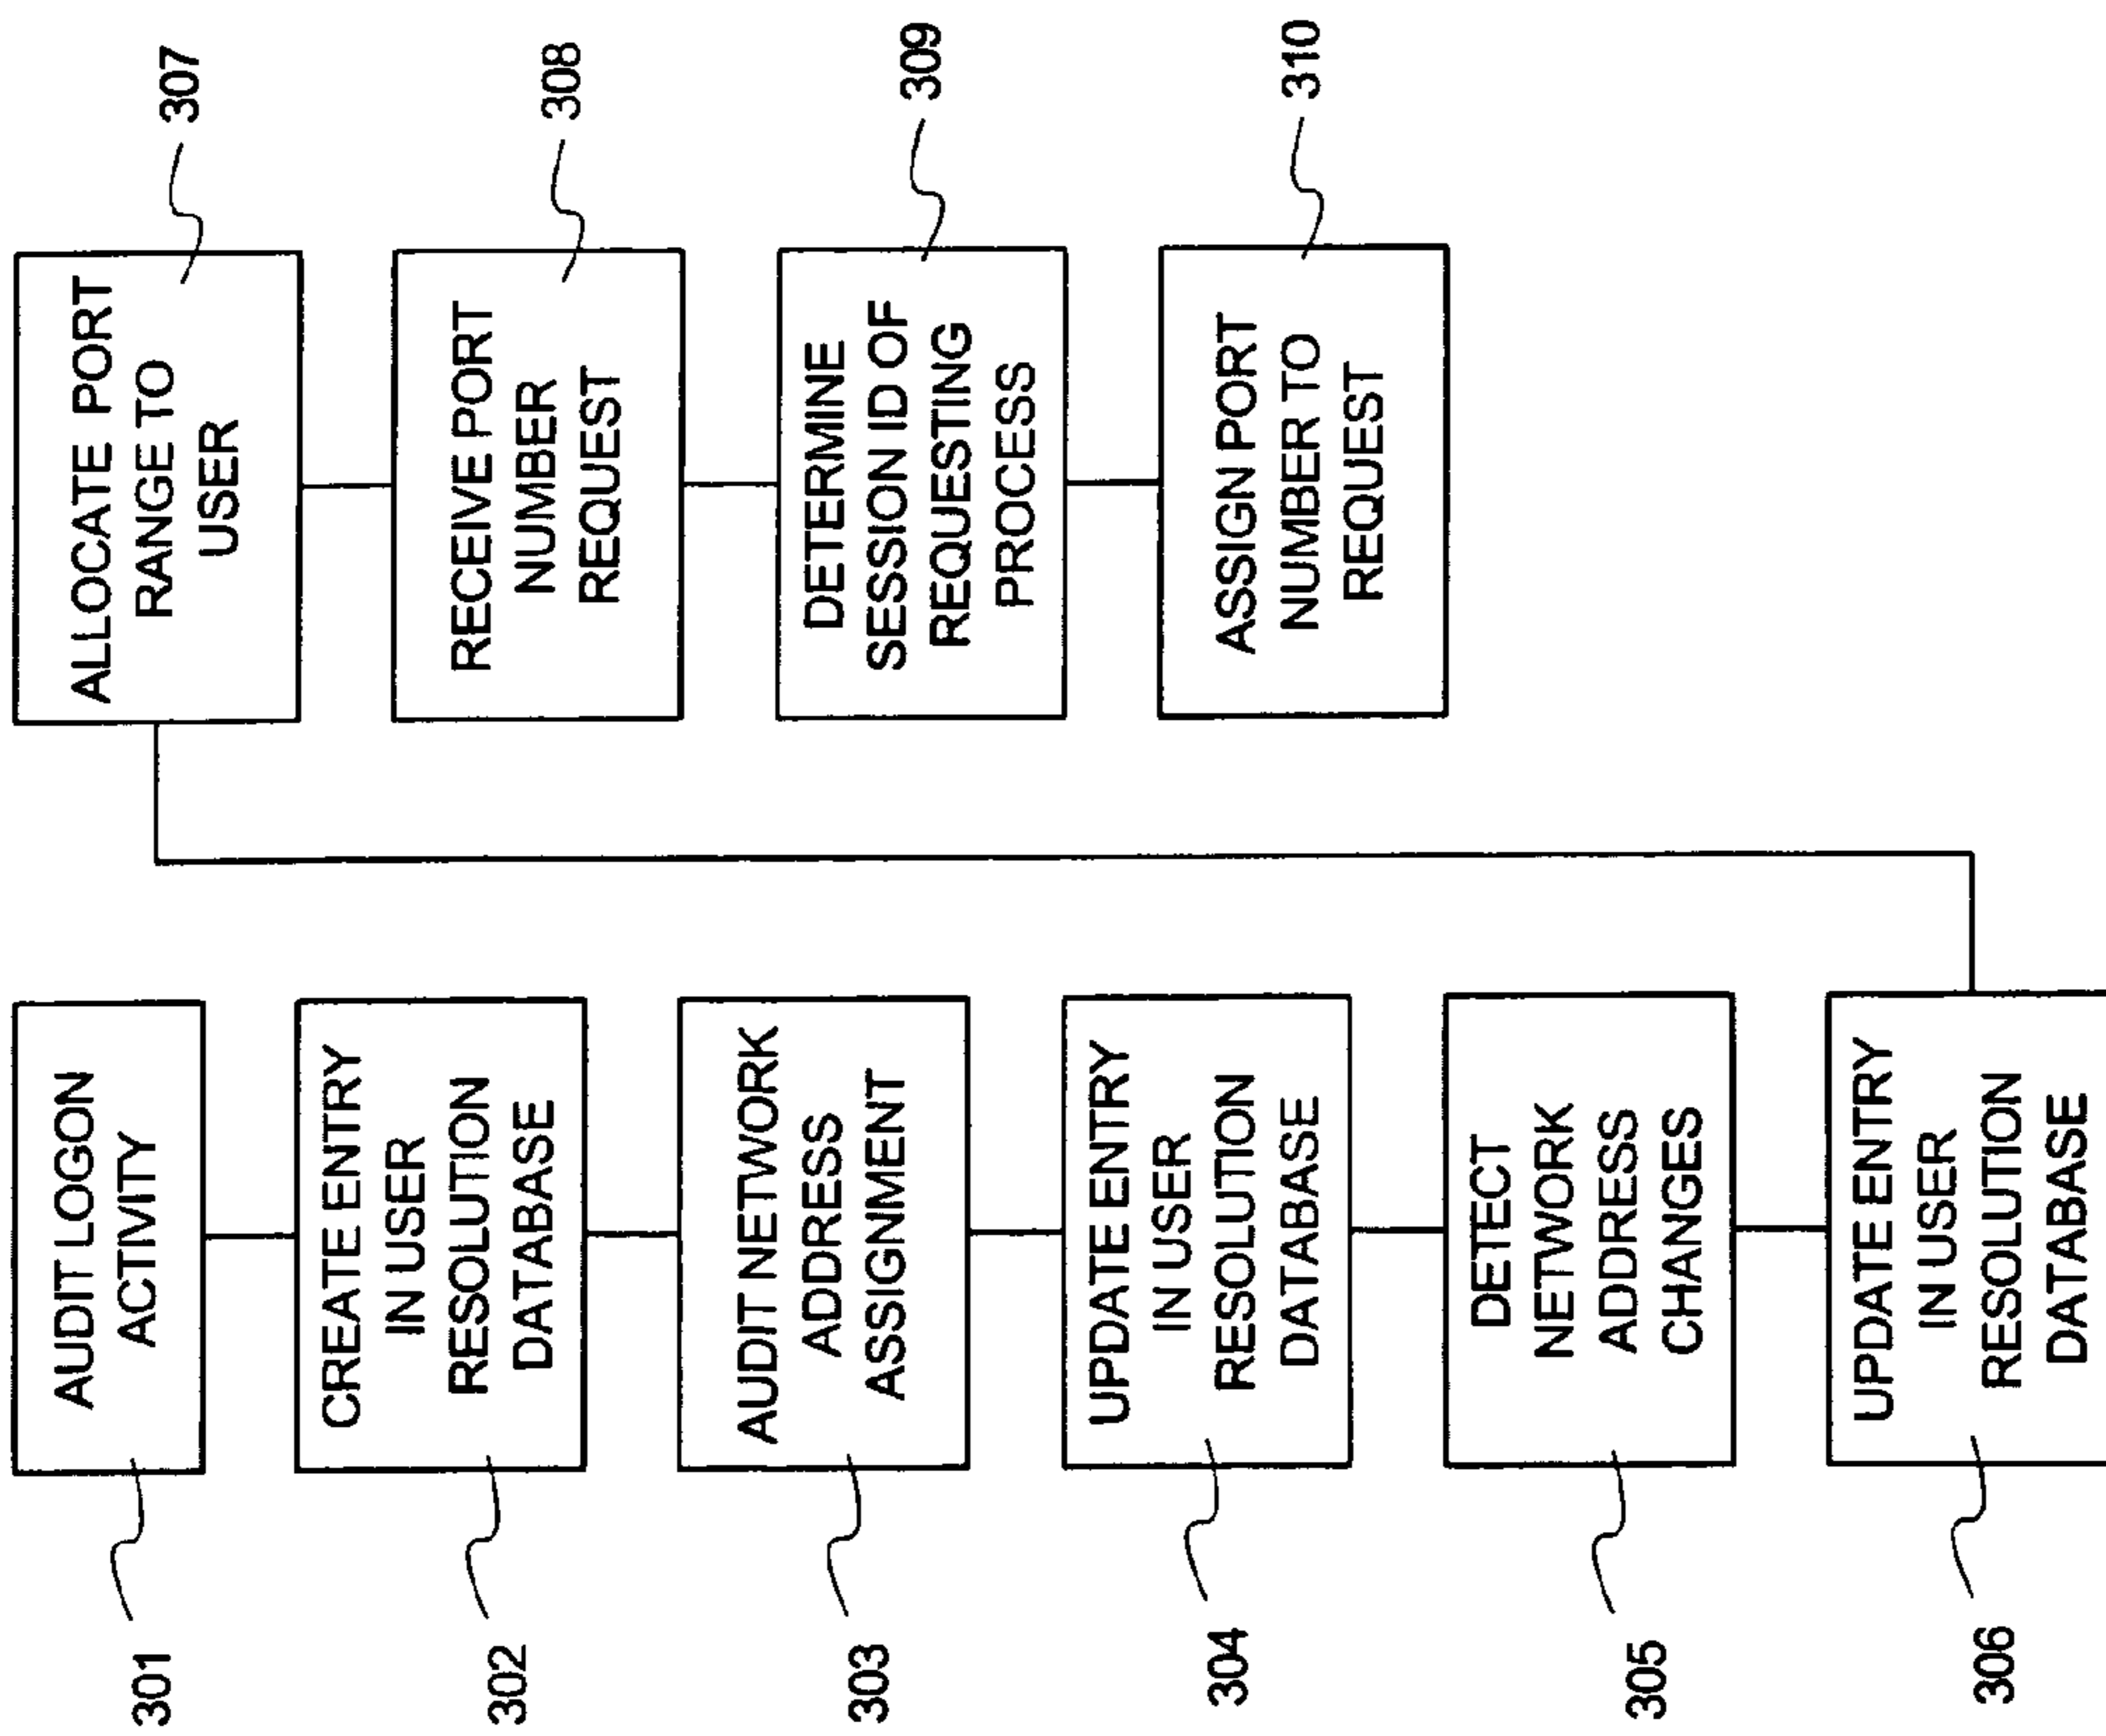 301
AUDIT LOGON
ACTIVITY
302
CREATE ENTRY
IN USER
RESOLUTION
DATABASE
303
AUDIT NETWORK
ADDRESS
ASSIGNMENT
304
UPDATE ENTRY
IN USER
RESOLUTION
DATABASE
305
DETECT
NETWORK
ADDRESS
CHANGES
306
UPDATE ENTRY
IN USER
RESOLUTION
DATABASE
307
ALLOCATE PORT
RANGE TO
USER
308
RECEIVE PORT
NUMBER
REQUEST
309
DETERMINE
SESSION ID OF
REQUESTING
PROCESS
310
ASSIGN PORT
NUMBER TO
REQUEST